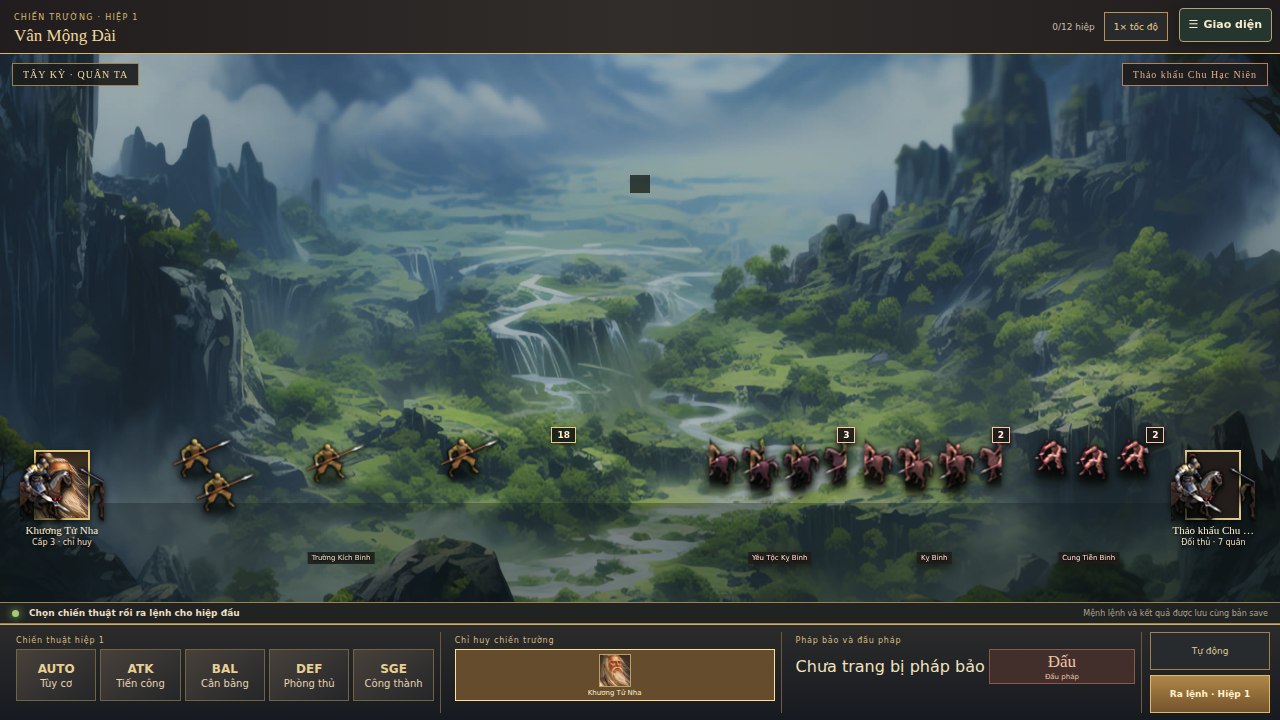 CHIẾN TRƯỜNG · HIỆP 1
Vân Mộng Đài
0/12 hiệp
1× tốc độ
☰ Giao diện
TÂY KỲ · QUÂN TA
Thảo khấu Chu Hạc Niên
18
3
2
2
Khương Tử Nha
Cấp 3 · chỉ huy
Thảo khấu Chu ...
Đối thủ · 7 quân
Trường Kích Binh
Yêu Tộc Kỵ Binh
Kỵ Binh
Cung Tiễn Binh
Chọn chiến thuật rồi ra lệnh cho hiệp đấu
Mệnh lệnh và kết quả được lưu cùng bản save
Chiến thuật hiệp 1
AUTO
Tùy cơ
ATK
Tiến công
BAL
Cân bằng
DEF
Phòng thủ
SGE
Công thành
Chỉ huy chiến trường
Khương Tử Nha
Pháp bảo và đấu pháp
Chưa trang bị pháp bảo
Đấu
Đấu pháp
Tự động
Ra lệnh · Hiệp 1